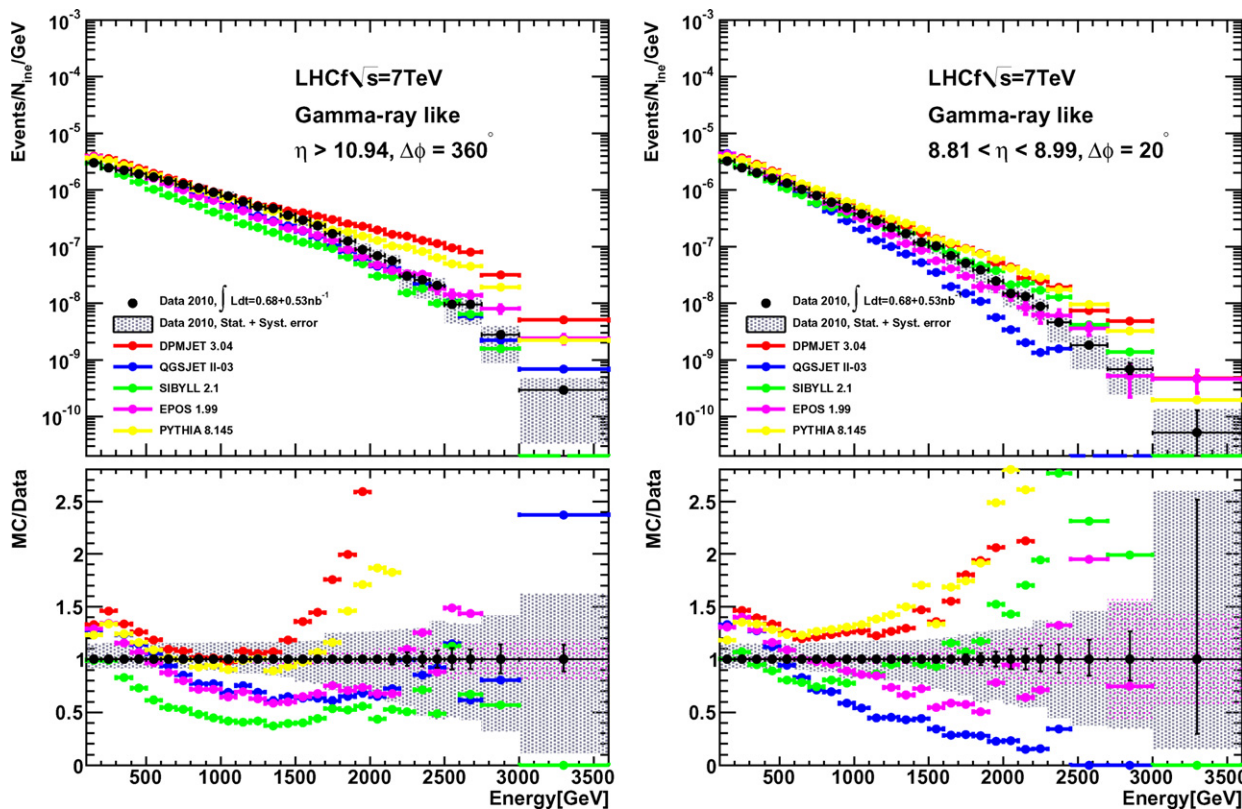 Events/N_ine/GeV
10^-3
10^-4
10^-5
10^-6
10^-7
10^-8
10^-9
10^-10
LHCf √s=7TeV
Gamma-ray like
η > 10.94, Δϕ = 360°
Data 2010, ∫ Ldt=0.68+0.53nb^-1
Data 2010, Stat. + Syst. error
DPMJET 3.04
QGSJET II-03
SIBYLL 2.1
EPOS 1.99
PYTHIA 8.145
MC/Data
2.5
2
1.5
1
0.5
0
500 1000 1500 2000 2500 3000 3500
Energy[GeV]
Events/N_ine/GeV
10^-3
10^-4
10^-5
10^-6
10^-7
10^-8
10^-9
10^-10
LHCf √s=7TeV
Gamma-ray like
8.81 < η < 8.99, Δϕ = 20°
Data 2010, ∫ Ldt=0.68+0.53nb^-1
Data 2010, Stat. + Syst. error
DPMJET 3.04
QGSJET II-03
SIBYLL 2.1
EPOS 1.99
PYTHIA 8.145
MC/Data
2.5
2
1.5
1
0.5
0
500 1000 1500 2000 2500 3000 3500
Energy[GeV]